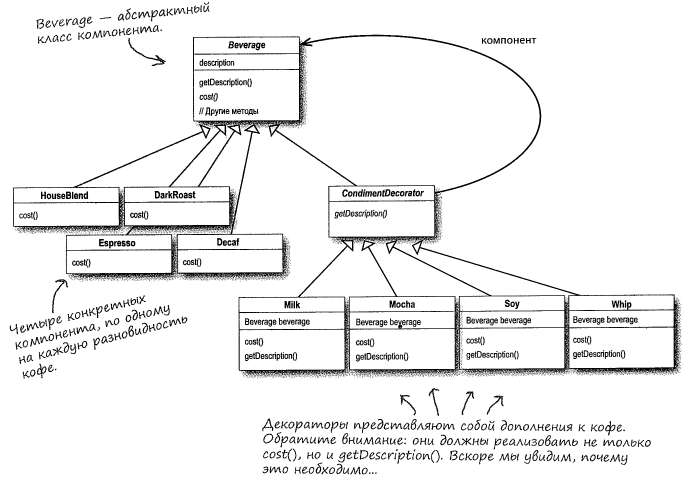 Beverage — абстрактный
класс компонента.
Beverage
description
getDescription()
cost()
// Другие методы
компонент
HouseBlend
cost()
DarkRoast
cost()
Espresso
cost()
Decaf
cost()
CondimentDecorator
getDescription()
Четыре конкретных
компонента, по одному
на каждую разновидность
кофе.
Milk
Beverage beverage
cost()
getDescription()
Mocha
Beverage beverage
cost()
getDescription()
Soy
Beverage beverage
cost()
getDescription()
Whip
Beverage beverage
cost()
getDescription()
Декораторы представляют собой дополнения к кофе.
Обратите внимание: они должны реализовать не только
cost(), но и getDescription(). Вскоре мы увидим, почему
это необходимо...